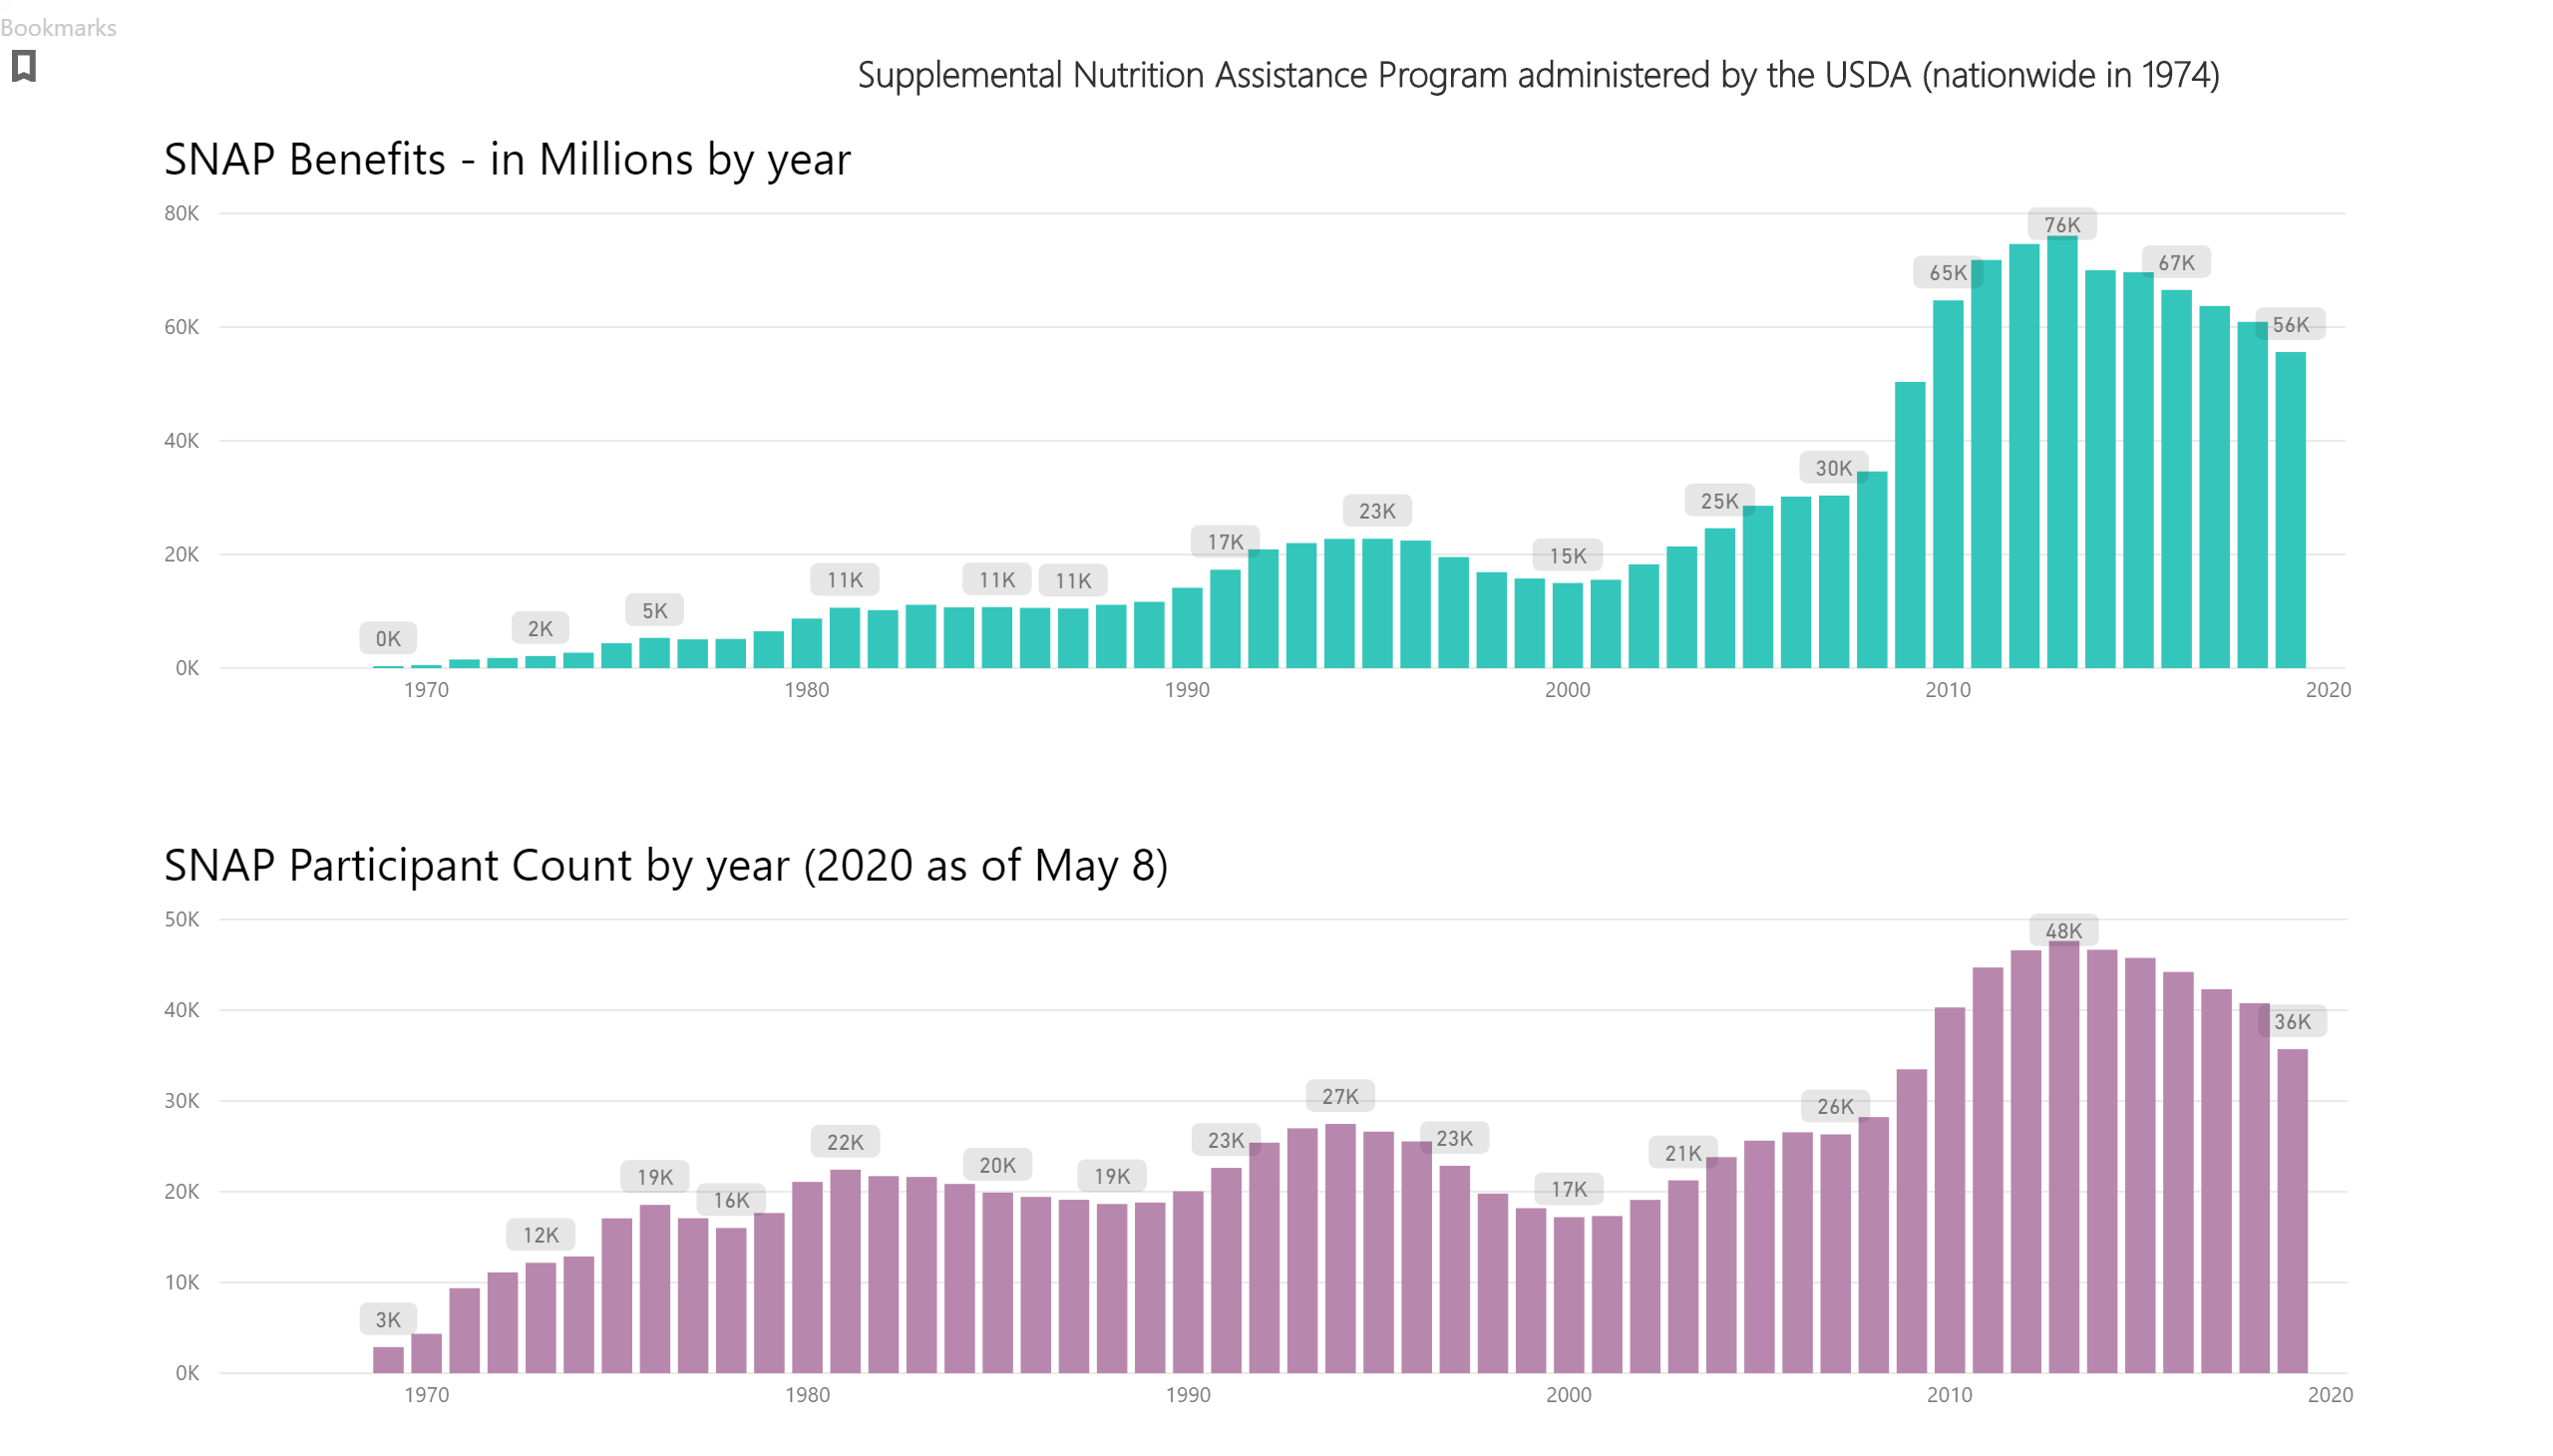 Bookmarks
Supplemental Nutrition Assistance Program administered by the USDA (nationwide in 1974)
SNAP Benefits - in Millions by year
80K
76K
67K
65K
60K
56K
40K
30K
25K
23K
20K
17K
15K
11K
11K
11K
5K
2K
0K
0K
1970
1980
1990
2000
2010
2020
SNAP Participant Count by year (2020 as of May 8)
50K
48K
40K
36K
30K
27K
26K
23K
23K
22K
21K
20K
19K
19K
20K
17K
16K
12K
10K
3K
0K
1970
1980
1990
2000
2010
2020